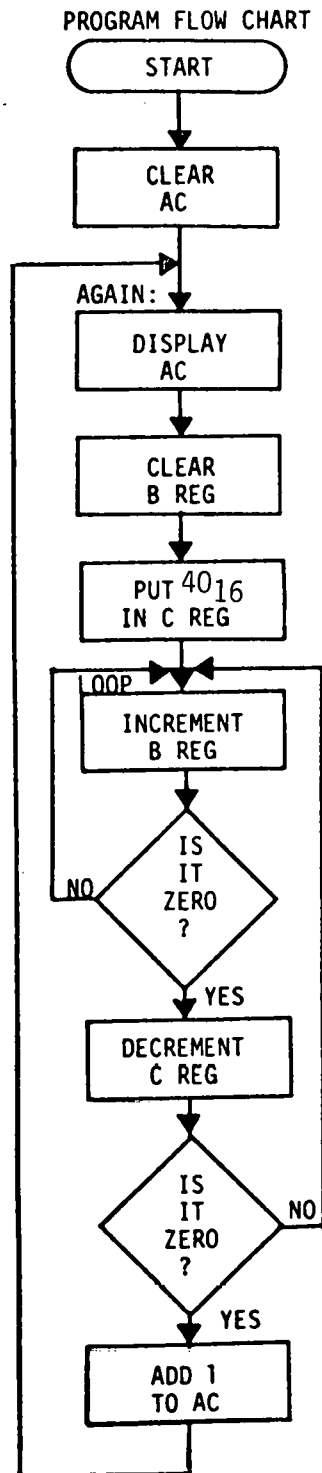 PROGRAM FLOW CHART
START
CLEAR
AC
AGAIN:
DISPLAY
AC
CLEAR
B REG
PUT 40₁₆
IN C REG
LOOP
INCREMENT
B REG
IS
IT
ZERO
?
NO
YES
DECREMENT
C REG
IS
IT
ZERO
?
NO
YES
ADD 1
TO AC